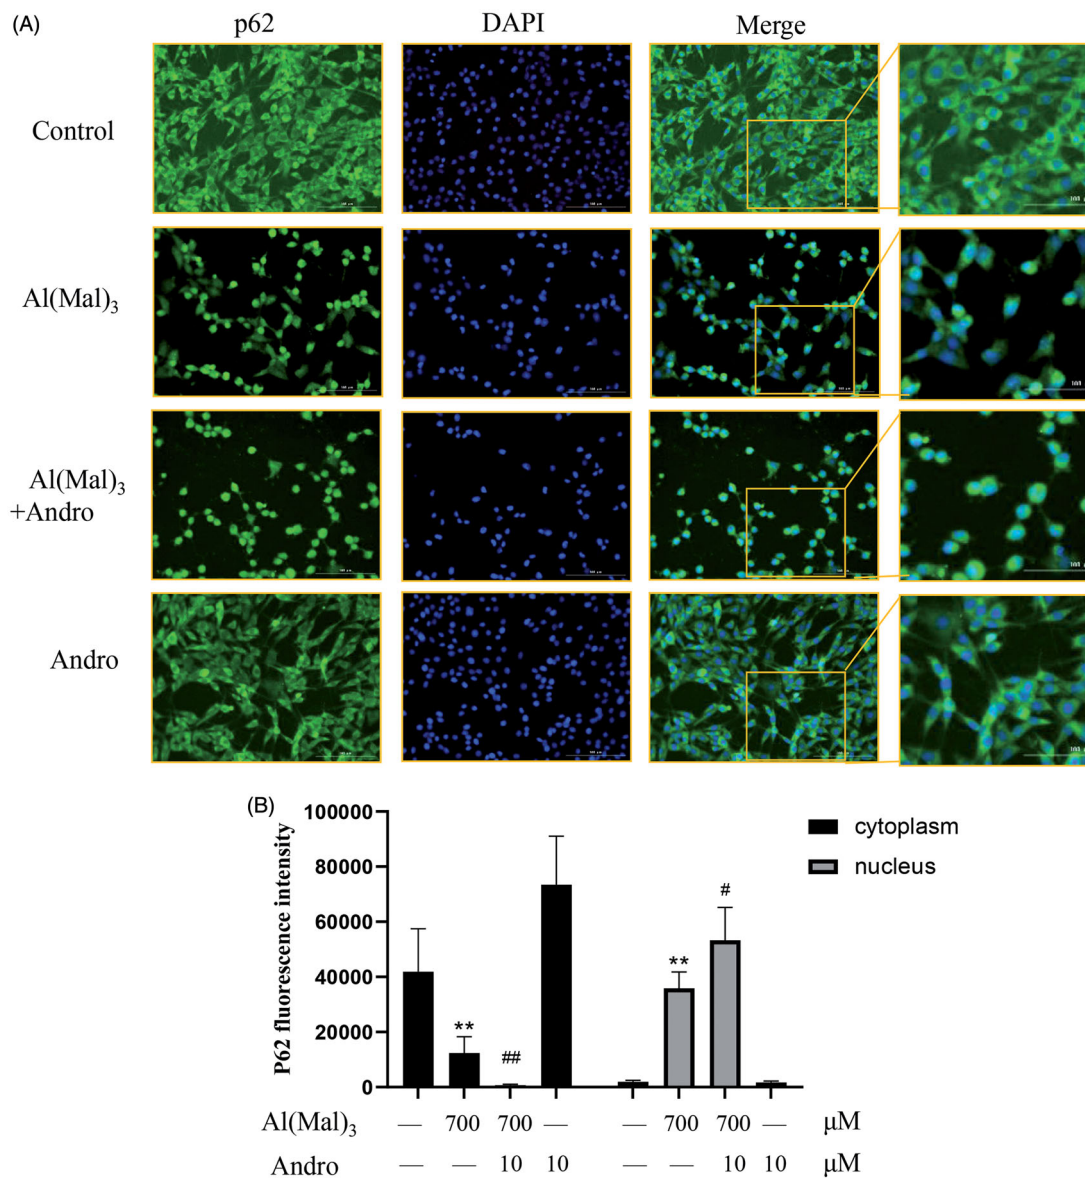 (A)
p62 DAPI Merge
Control
Al(Mal)₃
Al(Mal)₃
+Andro
Andro
(B)
P62 fluorescence intensity
100000
80000
60000
40000
20000
0
** ## ** #
cytoplasm
nucleus
Al(Mal)₃ — 700 700 — — 700 700 — μM
Andro — — 10 10 — — 10 10 μM